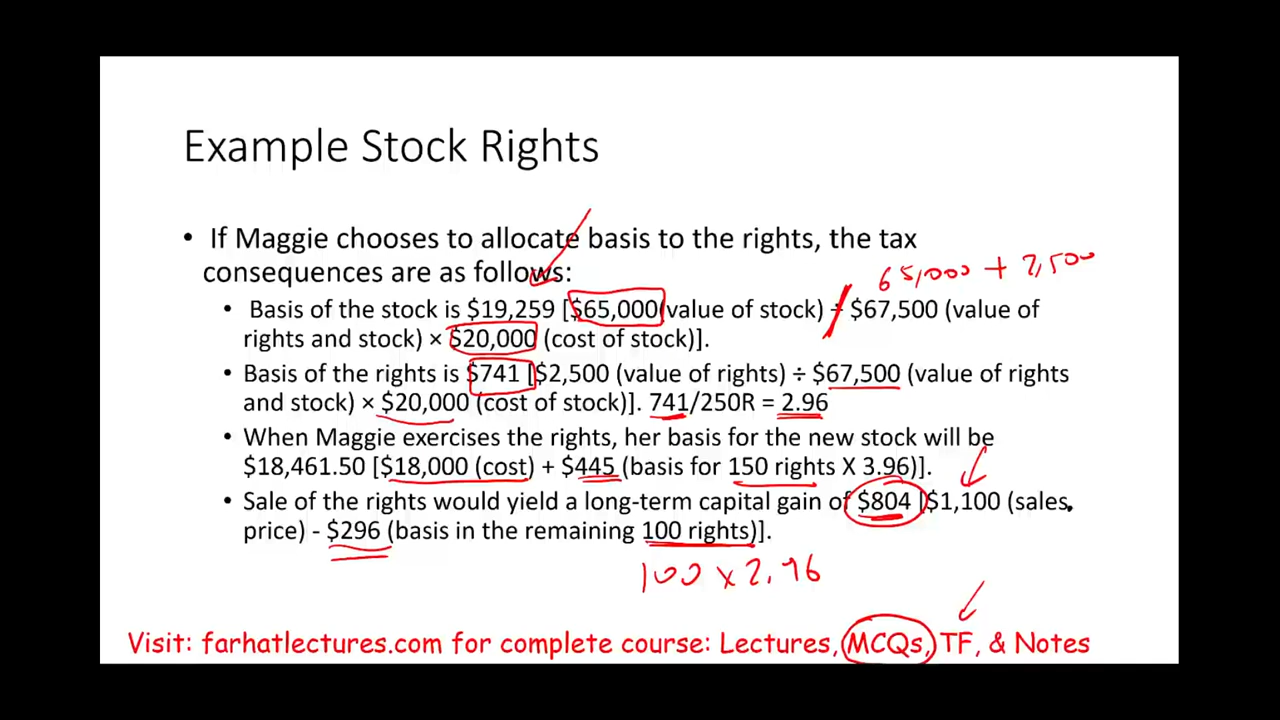 Example Stock Rights
• If Maggie chooses to allocate basis to the rights, the tax
consequences are as follows:
65,000 + 2,500
• Basis of the stock is $19,259 [$65,000(value of stock) ÷ $67,500 (value of
rights and stock) × $20,000 (cost of stock)].
• Basis of the rights is $741 [$2,500 (value of rights) ÷ $67,500 (value of rights
and stock) × $20,000 (cost of stock)]. 741/250R = 2.96
• When Maggie exercises the rights, her basis for the new stock will be
$18,461.50 [$18,000 (cost) + $445 (basis for 150 rights X 3.96)].
• Sale of the rights would yield a long-term capital gain of $804 [$1,100 (sales
price) - $296 (basis in the remaining 100 rights)].
100 x 2.96
Visit: farhatlectures.com for complete course: Lectures, MCQs, TF, & Notes